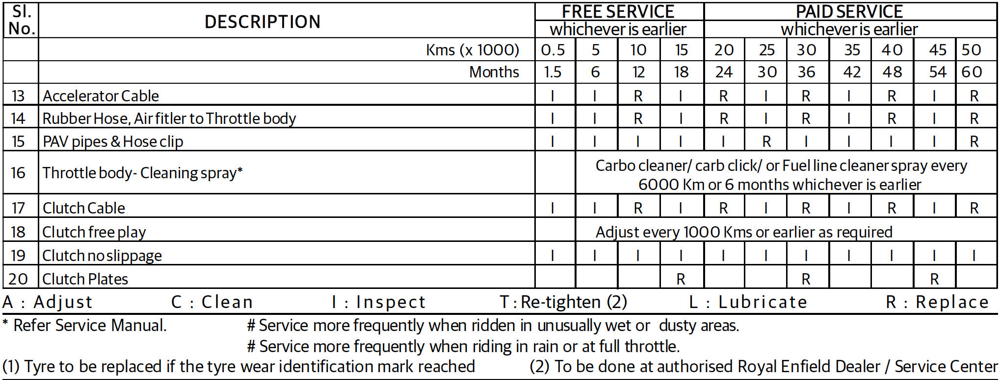 Sl. No. DESCRIPTION FREE SERVICE PAID SERVICE
whichever is earlier whichever is earlier
Kms (x 1000) 0.5 5 10 15 20 25 30 35 40 45 50
Months 1.5 6 12 18 24 30 36 42 48 54 60
13 Accelerator Cable I I R I R I R I R I R
14 Rubber Hose, Air fitler to Throttle body I I R I R I R I R I R
15 PAV pipes & Hose clip I I I I I R I I I I R
16 Throttle body- Cleaning spray* Carbo cleaner/ carb click/ or Fuel line cleaner spray every
6000 Km or 6 months whichever is earlier
17 Clutch Cable I I R I R I R I R I R
18 Clutch free play Adjust every 1000 Kms or earlier as required
19 Clutch no slippage I I I I I I I I I I I
20 Clutch Plates R R R
A : Adjust C : Clean I : Inspect T : Re-tighten (2) L : Lubricate R : Replace
* Refer Service Manual. # Service more frequently when ridden in unusually wet or dusty areas.
# Service more frequently when riding in rain or at full throttle.
(1) Tyre to be replaced if the tyre wear identification mark reached (2) To be done at authorised Royal Enfield Dealer / Service Center